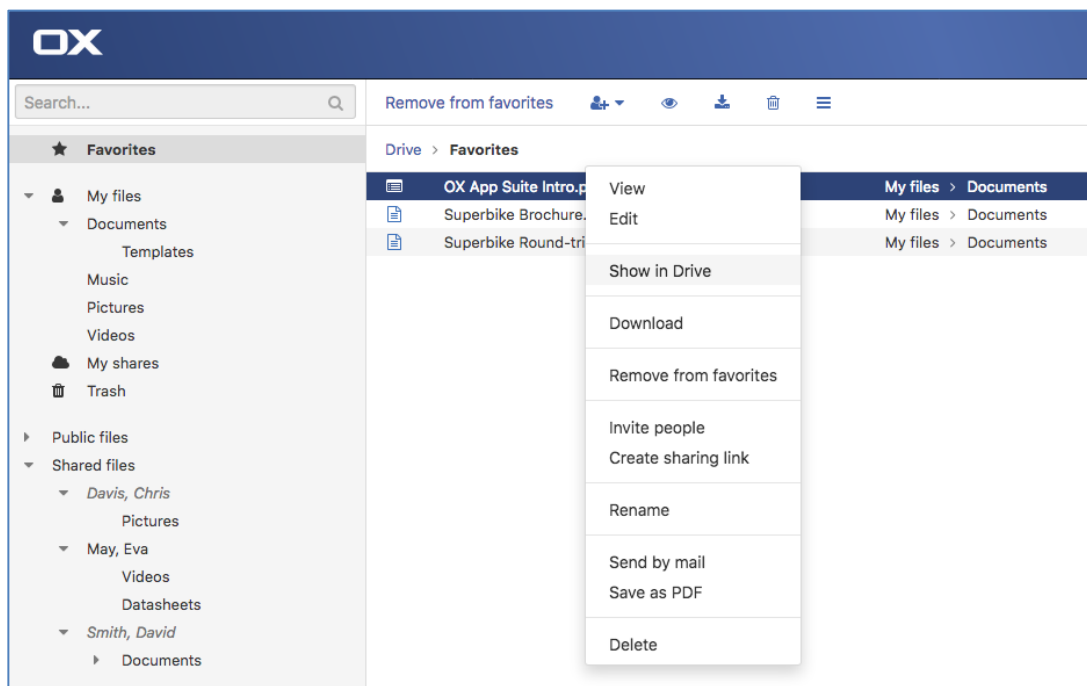 OX
Search...
Remove from favorites
Favorites
My files
Documents
Templates
Music
Pictures
Videos
My shares
Trash
Public files
Shared files
Davis, Chris
Pictures
May, Eva
Videos
Datasheets
Smith, David
Documents
Drive > Favorites
OX App Suite Intro.p
My files > Documents
Superbike Brochure.
My files > Documents
Superbike Round-tri
My files > Documents
View
Edit
Show in Drive
Download
Remove from favorites
Invite people
Create sharing link
Rename
Send by mail
Save as PDF
Delete